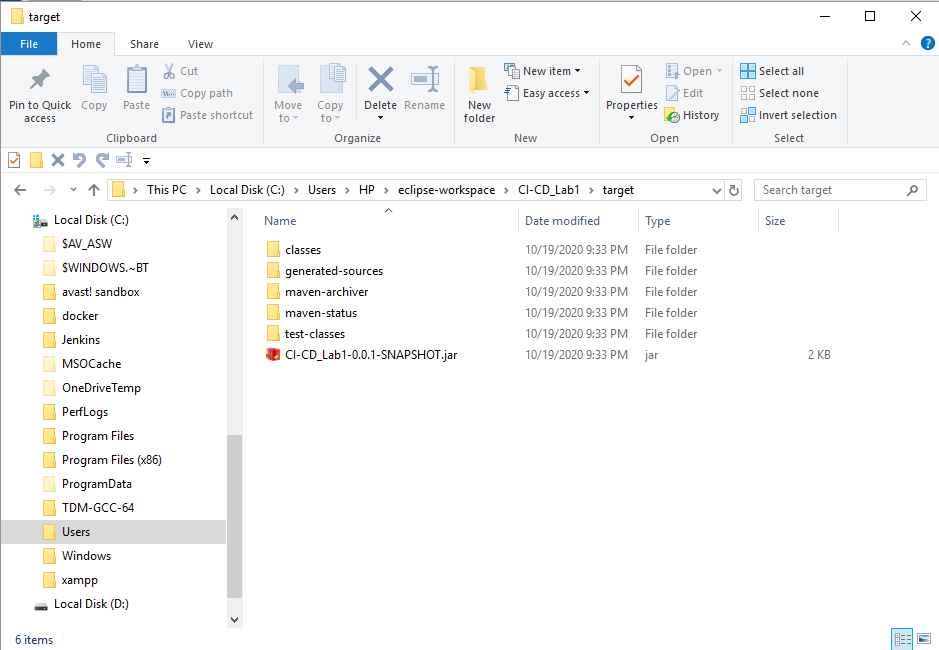 target
File Home Share View
Pin to Quick access
Copy
Paste
Cut
Copy path
Paste shortcut
Clipboard
Move to
Copy to
Delete
Rename
Organize
New folder
New item
Easy access
New
Properties
Open
Edit
History
Open
Select all
Select none
Invert selection
Select
This PC > Local Disk (C:) > Users > HP > eclipse-workspace > CI-CD_Lab1 > target
Search target
Local Disk (C:)
$AV_ASW
$WINDOWS.~BT
avast! sandbox
docker
Jenkins
MSOCache
OneDriveTemp
PerfLogs
Program Files
Program Files (x86)
ProgramData
TDM-GCC-64
Users
Windows
xampp
Local Disk (D:)
Name Date modified Type Size
classes 10/19/2020 9:33 PM File folder
generated-sources 10/19/2020 9:33 PM File folder
maven-archiver 10/19/2020 9:33 PM File folder
maven-status 10/19/2020 9:33 PM File folder
test-classes 10/19/2020 9:33 PM File folder
CI-CD_Lab1-0.0.1-SNAPSHOT.jar 10/19/2020 9:33 PM jar 2 KB
6 items